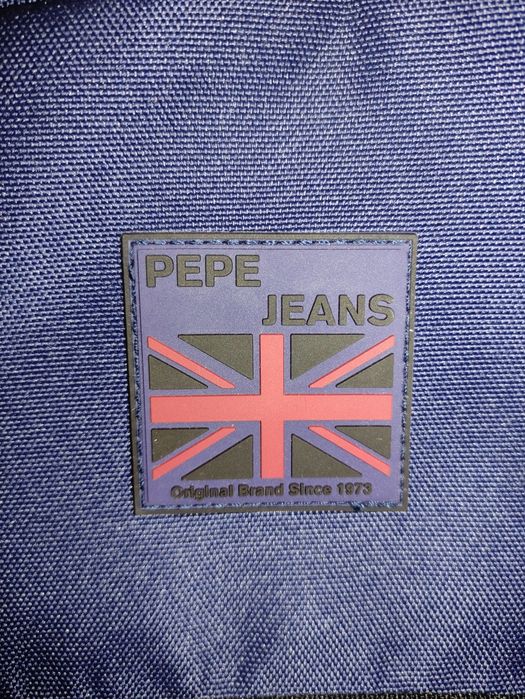 PEPE
JEANS
Original Brand Since 1973